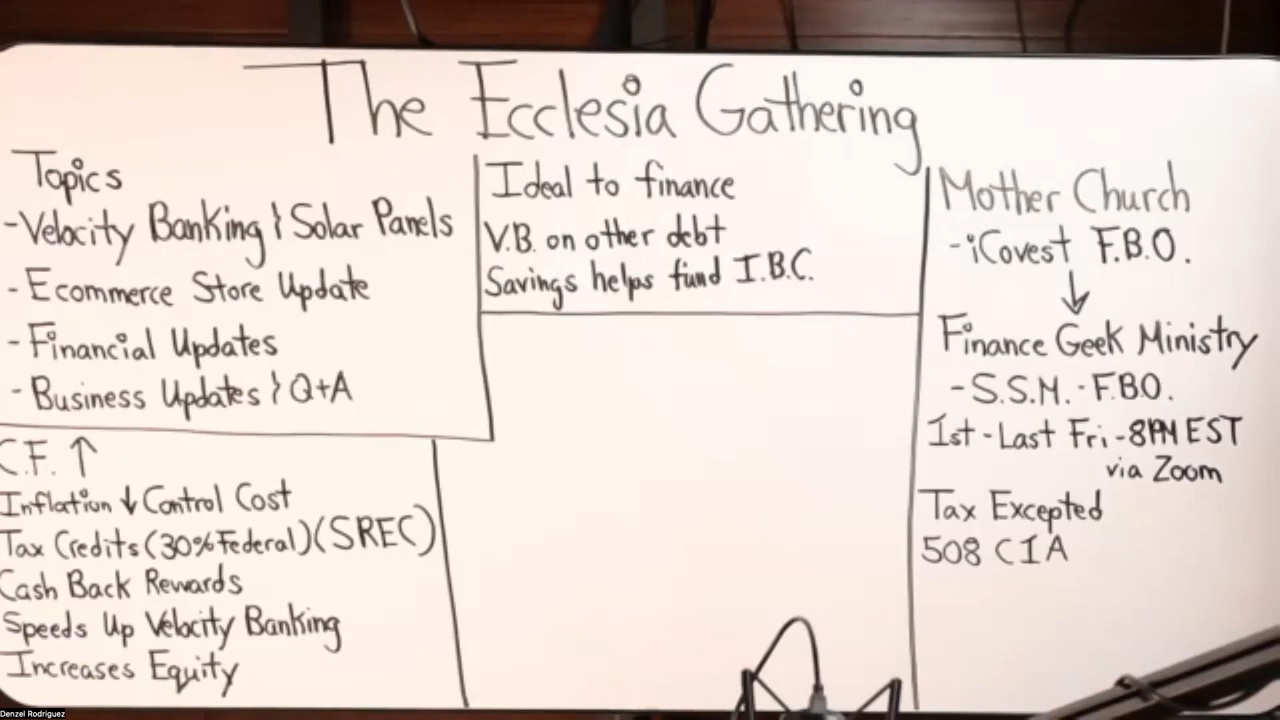 The Ecclesia Gathering
Topics
-Velocity Banking & Solar Panels
- Ecommerce Store Update
- Financial Updates
- Business Updates & Q+A
C.F. ↑
Inflation ↓ Control Cost
Tax Credits (30% Federal) (SREC)
Cash Back Rewards
Speeds Up Velocity Banking
Increases Equity
Ideal to finance
V.B. on other debt
Savings helps fund I.B.C.
Mother Church
- iCovest F.B.O.
↓
Finance Geek Ministry
- S.S.M. - F.B.O.
1st - Last Fri - 8PM EST
via Zoom
Tax Excepted
508 C1A
Denzel Rodriguez